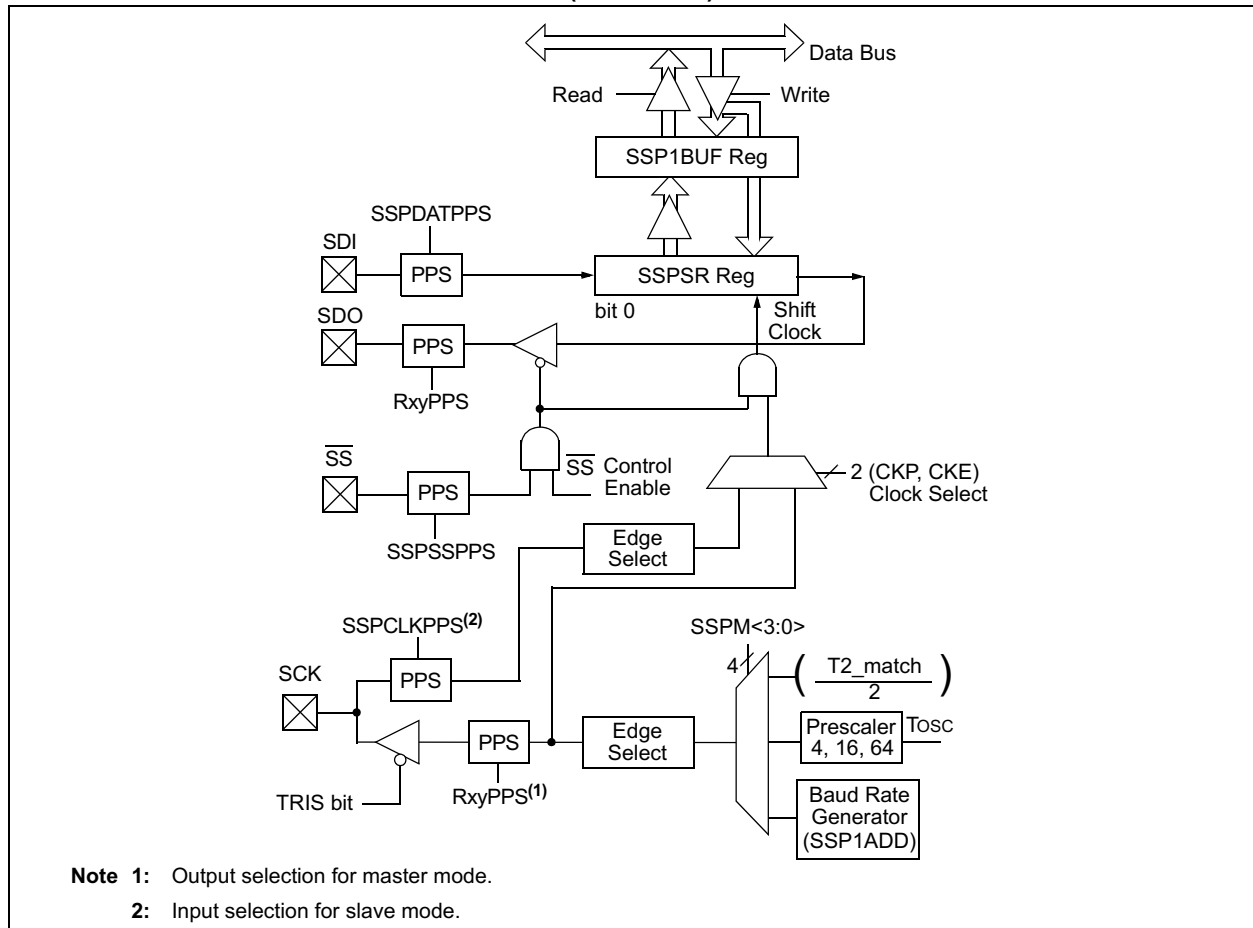 Data Bus
Read
Write
SSP1BUF Reg
SSPDATPPS
SDI
PPS
SSPSR Reg
bit 0
Shift
Clock
SDO
PPS
RxyPPS
SS
PPS
SS Control
Enable
2 (CKP, CKE)
Clock Select
SSPSSPPS
Edge
Select
SSPCLKPPS(2)
SSPM<3:0>
4
SCK
PPS
( T2_match
2 )
PPS
Edge
Select
Prescaler
4, 16, 64
TOSC
TRIS bit
RxyPPS(1)
Baud Rate
Generator
(SSP1ADD)
Note 1: Output selection for master mode.
2: Input selection for slave mode.